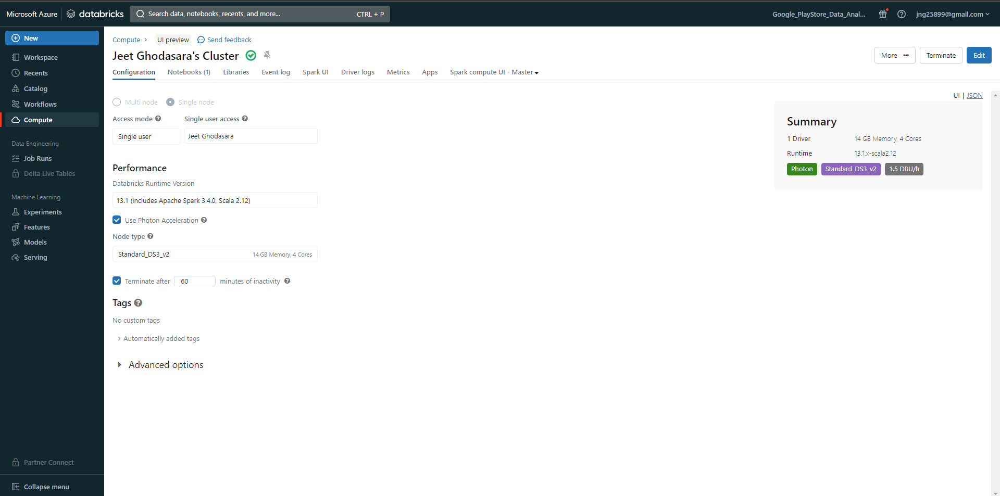 Microsoft Azure databricks Search data, notebooks, recents, and more... CTRL + P Google_PlayStore_Data_Anal... jng25899@gmail.com
New
Workspace
Recents
Catalog
Workflows
Compute
Data Engineering
Job Runs
Delta Live Tables
Machine Learning
Experiments
Features
Models
Serving
Partner Connect
Collapse menu
Compute UI preview Send feedback
Jeet Ghodasara's Cluster More ••• Terminate Edit
Configuration Notebooks (1) Libraries Event log Spark UI Driver logs Metrics Apps Spark compute UI - Master
UI | JSON
Multi node Single node
Access mode Single user access
Single user Jeet Ghodasara
Performance
Databricks Runtime Version
13.1 (includes Apache Spark 3.4.0, Scala 2.12)
Use Photon Acceleration
Node type
Standard_DS3_v2 14 GB Memory, 4 Cores
Terminate after 60 minutes of inactivity
Tags
No custom tags
Automatically added tags
Advanced options
Summary
1 Driver 14 GB Memory, 4 Cores
Runtime 13.1.x-scala2.12
Photon Standard_DS3_v2 1.5 DBU/h